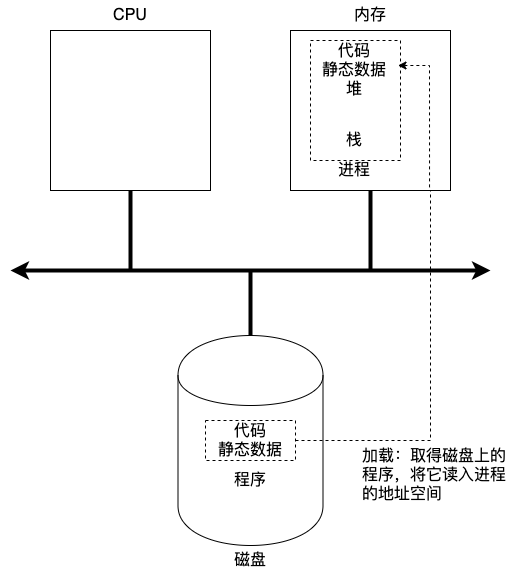 CPU
内存
代码
静态数据
堆
栈
进程
代码
静态数据
程序
加载：取得磁盘上的
程序，将它读入进程
的地址空间
磁盘